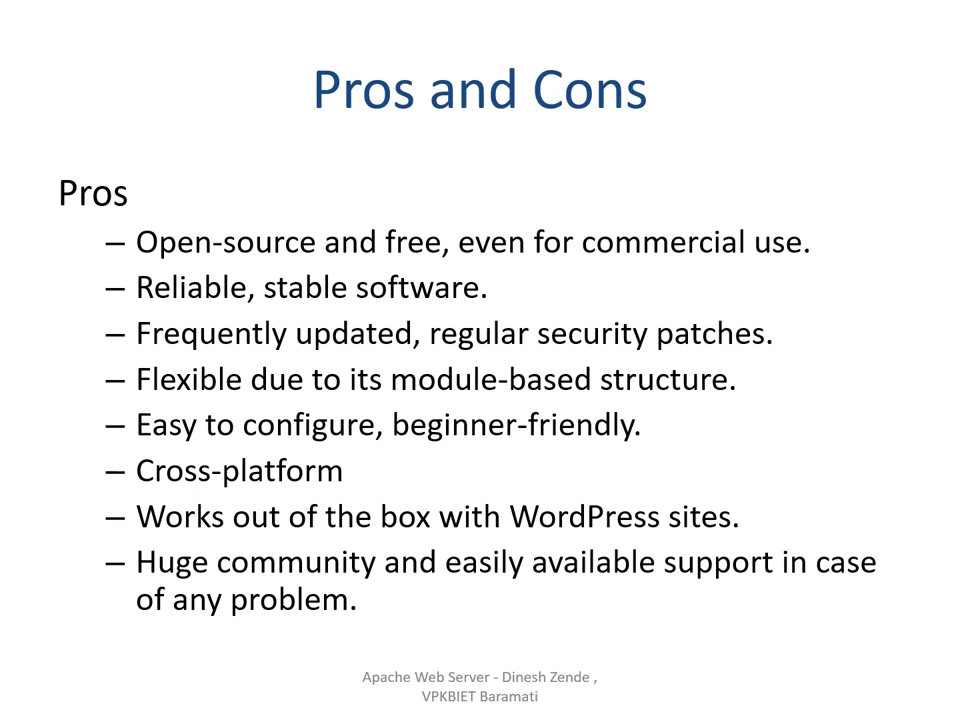 Pros and Cons
Pros
– Open-source and free, even for commercial use.
– Reliable, stable software.
– Frequently updated, regular security patches.
– Flexible due to its module-based structure.
– Easy to configure, beginner-friendly.
– Cross-platform
– Works out of the box with WordPress sites.
– Huge community and easily available support in case
of any problem.
Apache Web Server - Dinesh Zende ,
VPKBIET Baramati